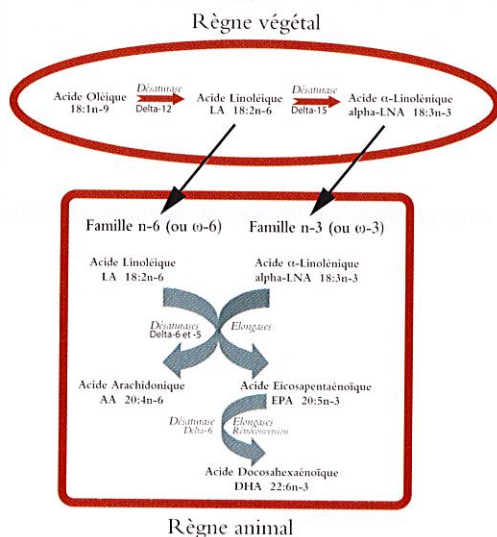 Règne végétal
Désaturase Désaturase
Acide Oléique Acide Linoléique Acide α-Linolénique
18:1n-9 Delta-12 LA 18:2n-6 Delta-15 alpha-LNA 18:3n-3
Famille n-6 (ou ω-6) Famille n-3 (ou ω-3)
Acide Linoléique Acide α-Linolénique
LA 18:2n-6 alpha-LNA 18:3n-3
Désaturases Elongases
Delta-6 et -5
Acide Arachidonique Acide Eicosapentaénoïque
AA 20:4n-6 EPA 20:5n-3
Désaturase Elongases
Delta-6 Rétroconversion
Acide Docosahexaénoïque
DHA 22:6n-3
Règne animal